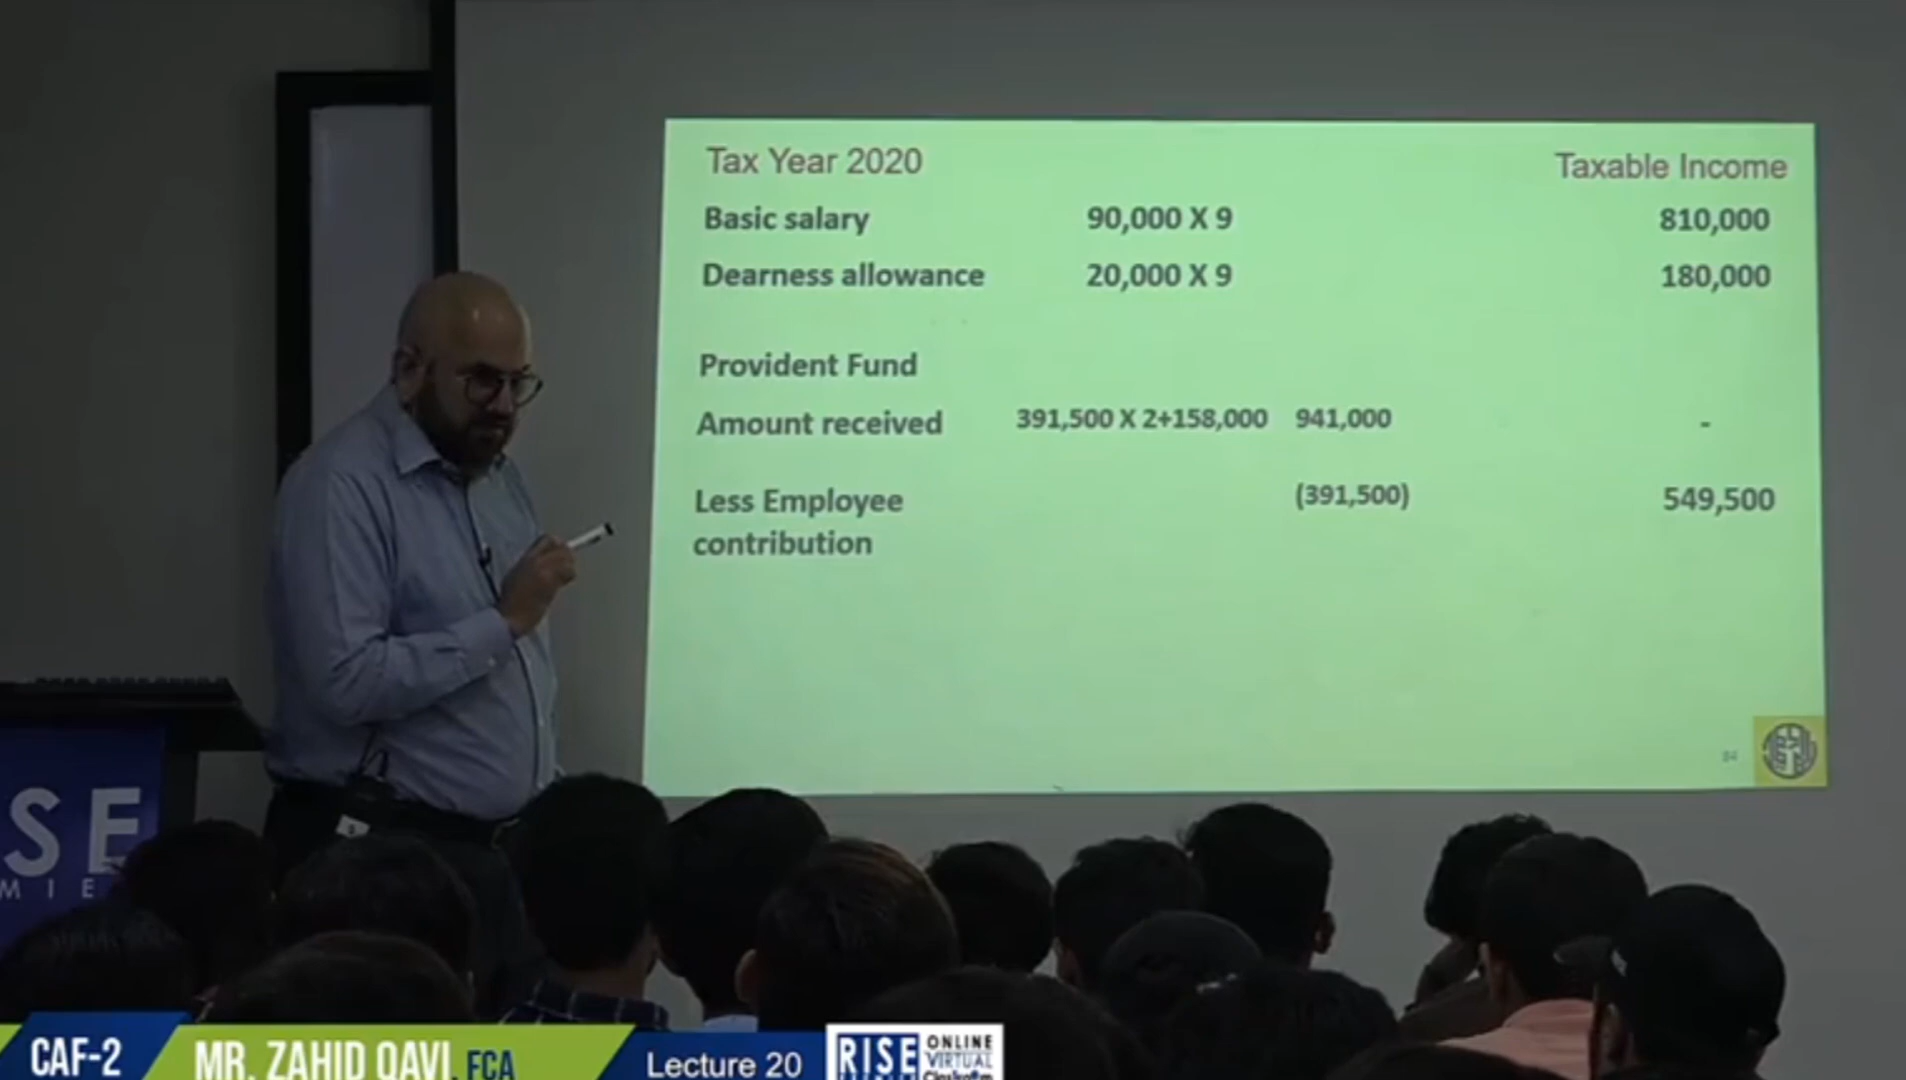 Tax Year 2020 Taxable Income
Basic salary 90,000 X 9 810,000
Dearness allowance 20,000 X 9 180,000
Provident Fund
Amount received 391,500 X 2+158,000 941,000 -
Less Employee (391,500) 549,500
contribution
SE
MIE
CAF-2
MR. ZAHID QAVI, FCA
Lecture 20
RISE
ONLINE
VIRTUAL